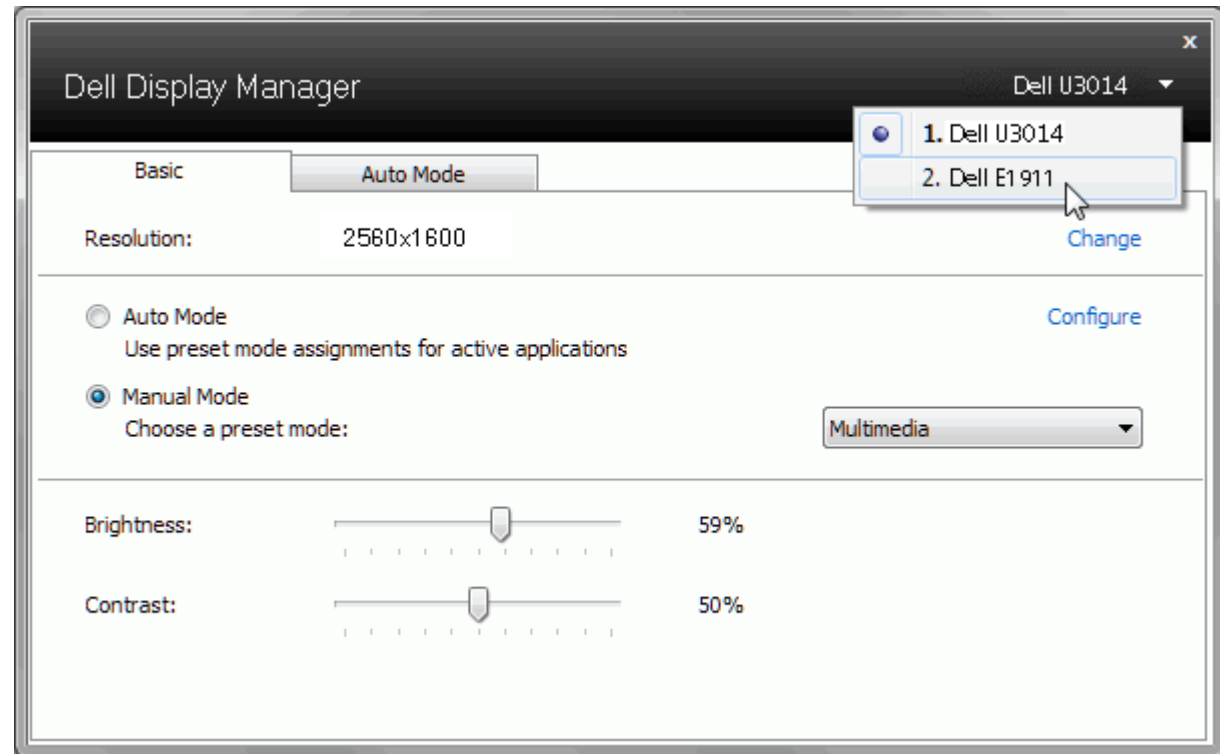 x
Dell Display Manager
Dell U3014
1. Dell U3014
2. Dell E1911
Basic
Auto Mode
Resolution:
2560x1600
Change
Auto Mode
Configure
Use preset mode assignments for active applications
Manual Mode
Choose a preset mode:
Multimedia
Brightness:
59%
Contrast:
50%